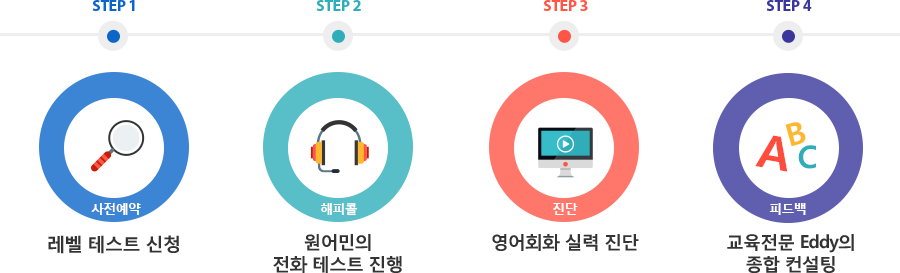 STEP 1
STEP 2
STEP 3
STEP 4
A
B
C
사전예약
해피콜
진단
피드백
레벨 테스트 신청
원어민의
전화 테스트 진행
영어회화 실력 진단
교육전문 Eddy의
종합 컨설팅